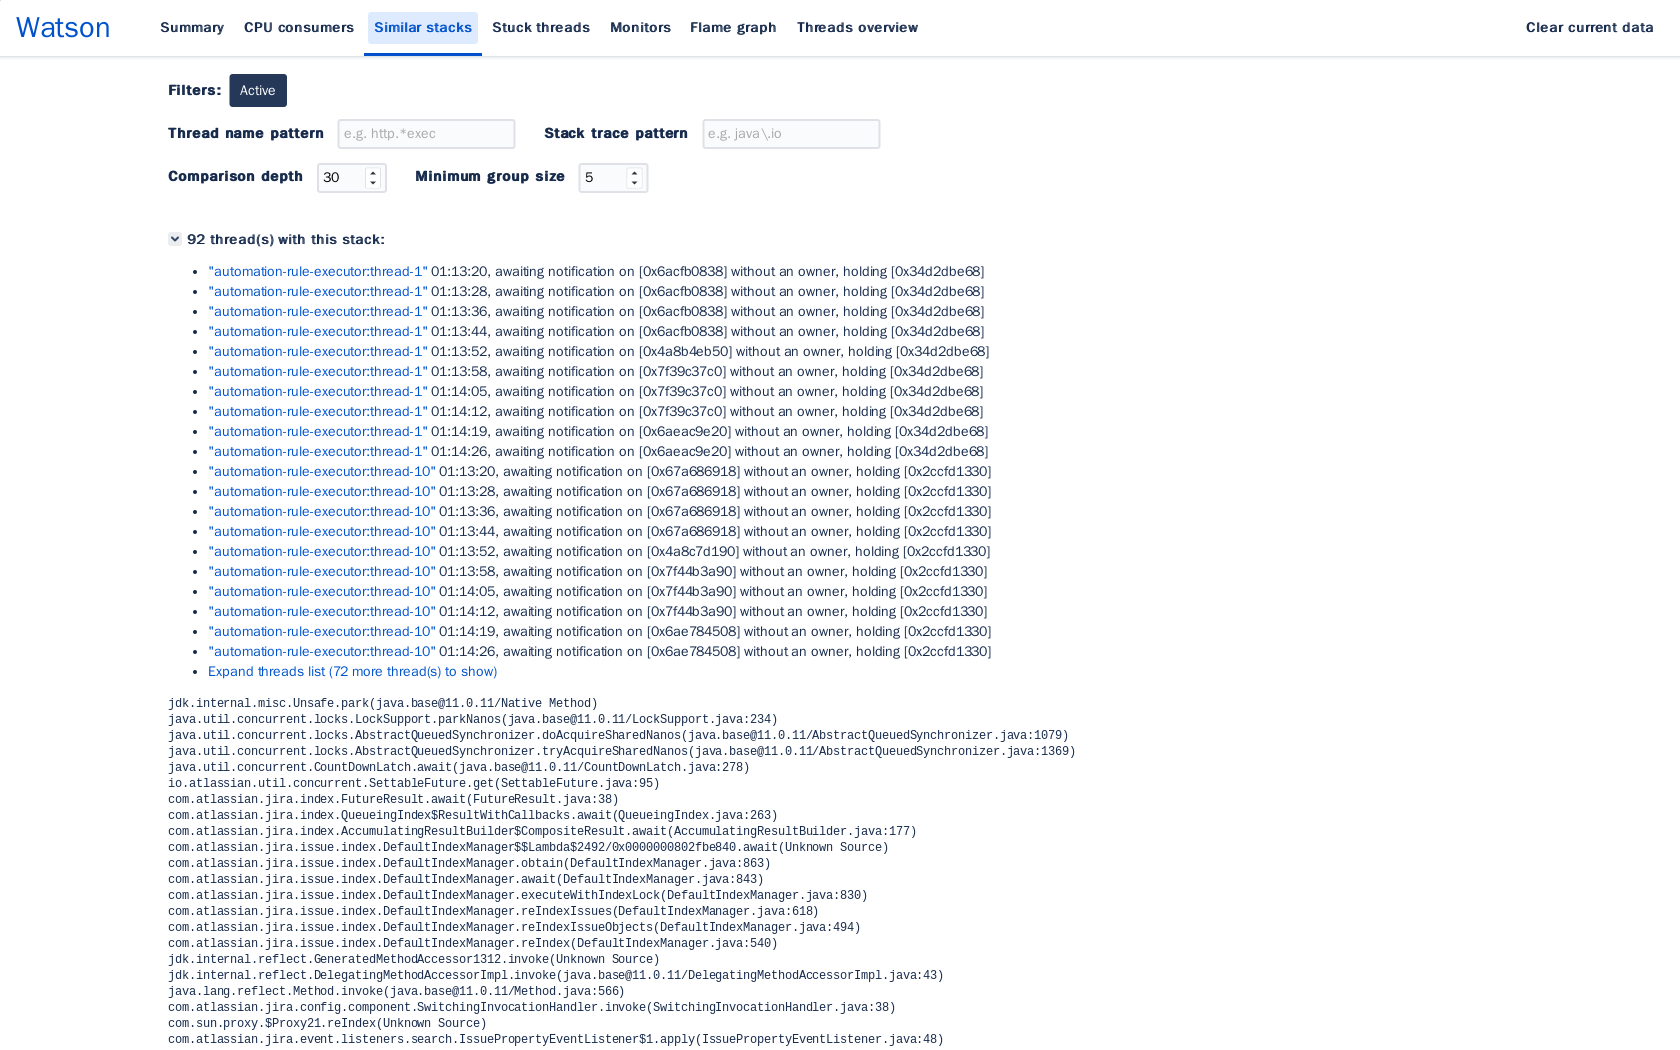 Watson Summary CPU consumers Similar stacks Stuck threads Monitors Flame graph Threads overview Clear current data
Filters: Active
Thread name pattern e.g. http.*exec Stack trace pattern e.g. java\.io
Comparison depth 30 Minimum group size 5
92 thread(s) with this stack:
• "automation-rule-executor:thread-1" 01:13:20, awaiting notification on [0x6acfb0838] without an owner, holding [0x34d2dbe68]
• "automation-rule-executor:thread-1" 01:13:28, awaiting notification on [0x6acfb0838] without an owner, holding [0x34d2dbe68]
• "automation-rule-executor:thread-1" 01:13:36, awaiting notification on [0x6acfb0838] without an owner, holding [0x34d2dbe68]
• "automation-rule-executor:thread-1" 01:13:44, awaiting notification on [0x6acfb0838] without an owner, holding [0x34d2dbe68]
• "automation-rule-executor:thread-1" 01:13:52, awaiting notification on [0x4a8b4eb50] without an owner, holding [0x34d2dbe68]
• "automation-rule-executor:thread-1" 01:13:58, awaiting notification on [0x7f39c37c0] without an owner, holding [0x34d2dbe68]
• "automation-rule-executor:thread-1" 01:14:05, awaiting notification on [0x7f39c37c0] without an owner, holding [0x34d2dbe68]
• "automation-rule-executor:thread-1" 01:14:12, awaiting notification on [0x7f39c37c0] without an owner, holding [0x34d2dbe68]
• "automation-rule-executor:thread-1" 01:14:19, awaiting notification on [0x6aeac9e20] without an owner, holding [0x34d2dbe68]
• "automation-rule-executor:thread-1" 01:14:26, awaiting notification on [0x6aeac9e20] without an owner, holding [0x34d2dbe68]
• "automation-rule-executor:thread-10" 01:13:20, awaiting notification on [0x67a686918] without an owner, holding [0x2ccfd1330]
• "automation-rule-executor:thread-10" 01:13:28, awaiting notification on [0x67a686918] without an owner, holding [0x2ccfd1330]
• "automation-rule-executor:thread-10" 01:13:36, awaiting notification on [0x67a686918] without an owner, holding [0x2ccfd1330]
• "automation-rule-executor:thread-10" 01:13:44, awaiting notification on [0x67a686918] without an owner, holding [0x2ccfd1330]
• "automation-rule-executor:thread-10" 01:13:52, awaiting notification on [0x4a8c7d190] without an owner, holding [0x2ccfd1330]
• "automation-rule-executor:thread-10" 01:13:58, awaiting notification on [0x7f44b3a90] without an owner, holding [0x2ccfd1330]
• "automation-rule-executor:thread-10" 01:14:05, awaiting notification on [0x7f44b3a90] without an owner, holding [0x2ccfd1330]
• "automation-rule-executor:thread-10" 01:14:12, awaiting notification on [0x7f44b3a90] without an owner, holding [0x2ccfd1330]
• "automation-rule-executor:thread-10" 01:14:19, awaiting notification on [0x6ae784508] without an owner, holding [0x2ccfd1330]
• "automation-rule-executor:thread-10" 01:14:26, awaiting notification on [0x6ae784508] without an owner, holding [0x2ccfd1330]
• Expand threads list (72 more thread(s) to show)
jdk.internal.misc.Unsafe.park(java.base@11.0.11/Native Method)
java.util.concurrent.locks.LockSupport.parkNanos(java.base@11.0.11/LockSupport.java:234)
java.util.concurrent.locks.AbstractQueuedSynchronizer.doAcquireSharedNanos(java.base@11.0.11/AbstractQueuedSynchronizer.java:1079)
java.util.concurrent.locks.AbstractQueuedSynchronizer.tryAcquireSharedNanos(java.base@11.0.11/AbstractQueuedSynchronizer.java:1369)
java.util.concurrent.CountDownLatch.await(java.base@11.0.11/CountDownLatch.java:278)
io.atlassian.util.concurrent.SettableFuture.get(SettableFuture.java:95)
com.atlassian.jira.index.FutureResult.await(FutureResult.java:38)
com.atlassian.jira.index.QueueingIndex$ResultWithCallbacks.await(QueueingIndex.java:263)
com.atlassian.jira.index.AccumulatingResultBuilder$CompositeResult.await(AccumulatingResultBuilder.java:177)
com.atlassian.jira.issue.index.DefaultIndexManager$$Lambda$2492/0x0000000802fbe840.await(Unknown Source)
com.atlassian.jira.issue.index.DefaultIndexManager.obtain(DefaultIndexManager.java:863)
com.atlassian.jira.issue.index.DefaultIndexManager.await(DefaultIndexManager.java:843)
com.atlassian.jira.issue.index.DefaultIndexManager.executeWithIndexLock(DefaultIndexManager.java:830)
com.atlassian.jira.issue.index.DefaultIndexManager.reIndexIssues(DefaultIndexManager.java:618)
com.atlassian.jira.issue.index.DefaultIndexManager.reIndexIssueObjects(DefaultIndexManager.java:494)
com.atlassian.jira.issue.index.DefaultIndexManager.reIndex(DefaultIndexManager.java:540)
jdk.internal.reflect.GeneratedMethodAccessor1312.invoke(Unknown Source)
jdk.internal.reflect.DelegatingMethodAccessorImpl.invoke(java.base@11.0.11/DelegatingMethodAccessorImpl.java:43)
java.lang.reflect.Method.invoke(java.base@11.0.11/Method.java:566)
com.atlassian.jira.config.component.SwitchingInvocationHandler.invoke(SwitchingInvocationHandler.java:38)
com.sun.proxy.$Proxy21.reIndex(Unknown Source)
com.atlassian.jira.event.listeners.search.IssuePropertyEventListener$1.apply(IssuePropertyEventListener.java:48)